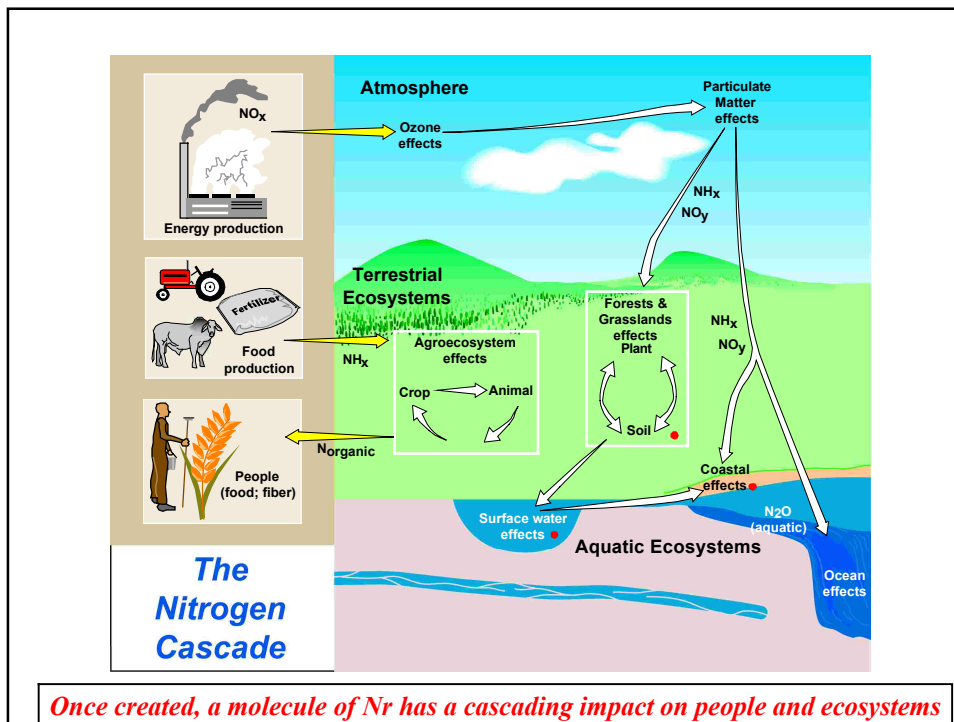 Atmosphere
NOx
Energy production
Ozone
effects
Particulate
Matter
effects
NHx
NOy
Terrestrial
Ecosystems
Fertilizer
Food
production
NHx
Agroecosystem
effects
Crop
Animal
Forests &
Grasslands
effects
Plant
Soil
NHx
NOy
Norganic
People
(food; fiber)
Coastal
effects
Surface water
effects
N2O
(aquatic)
Aquatic Ecosystems
Ocean
effects
The
Nitrogen
Cascade
Once created, a molecule of Nr has a cascading impact on people and ecosystems